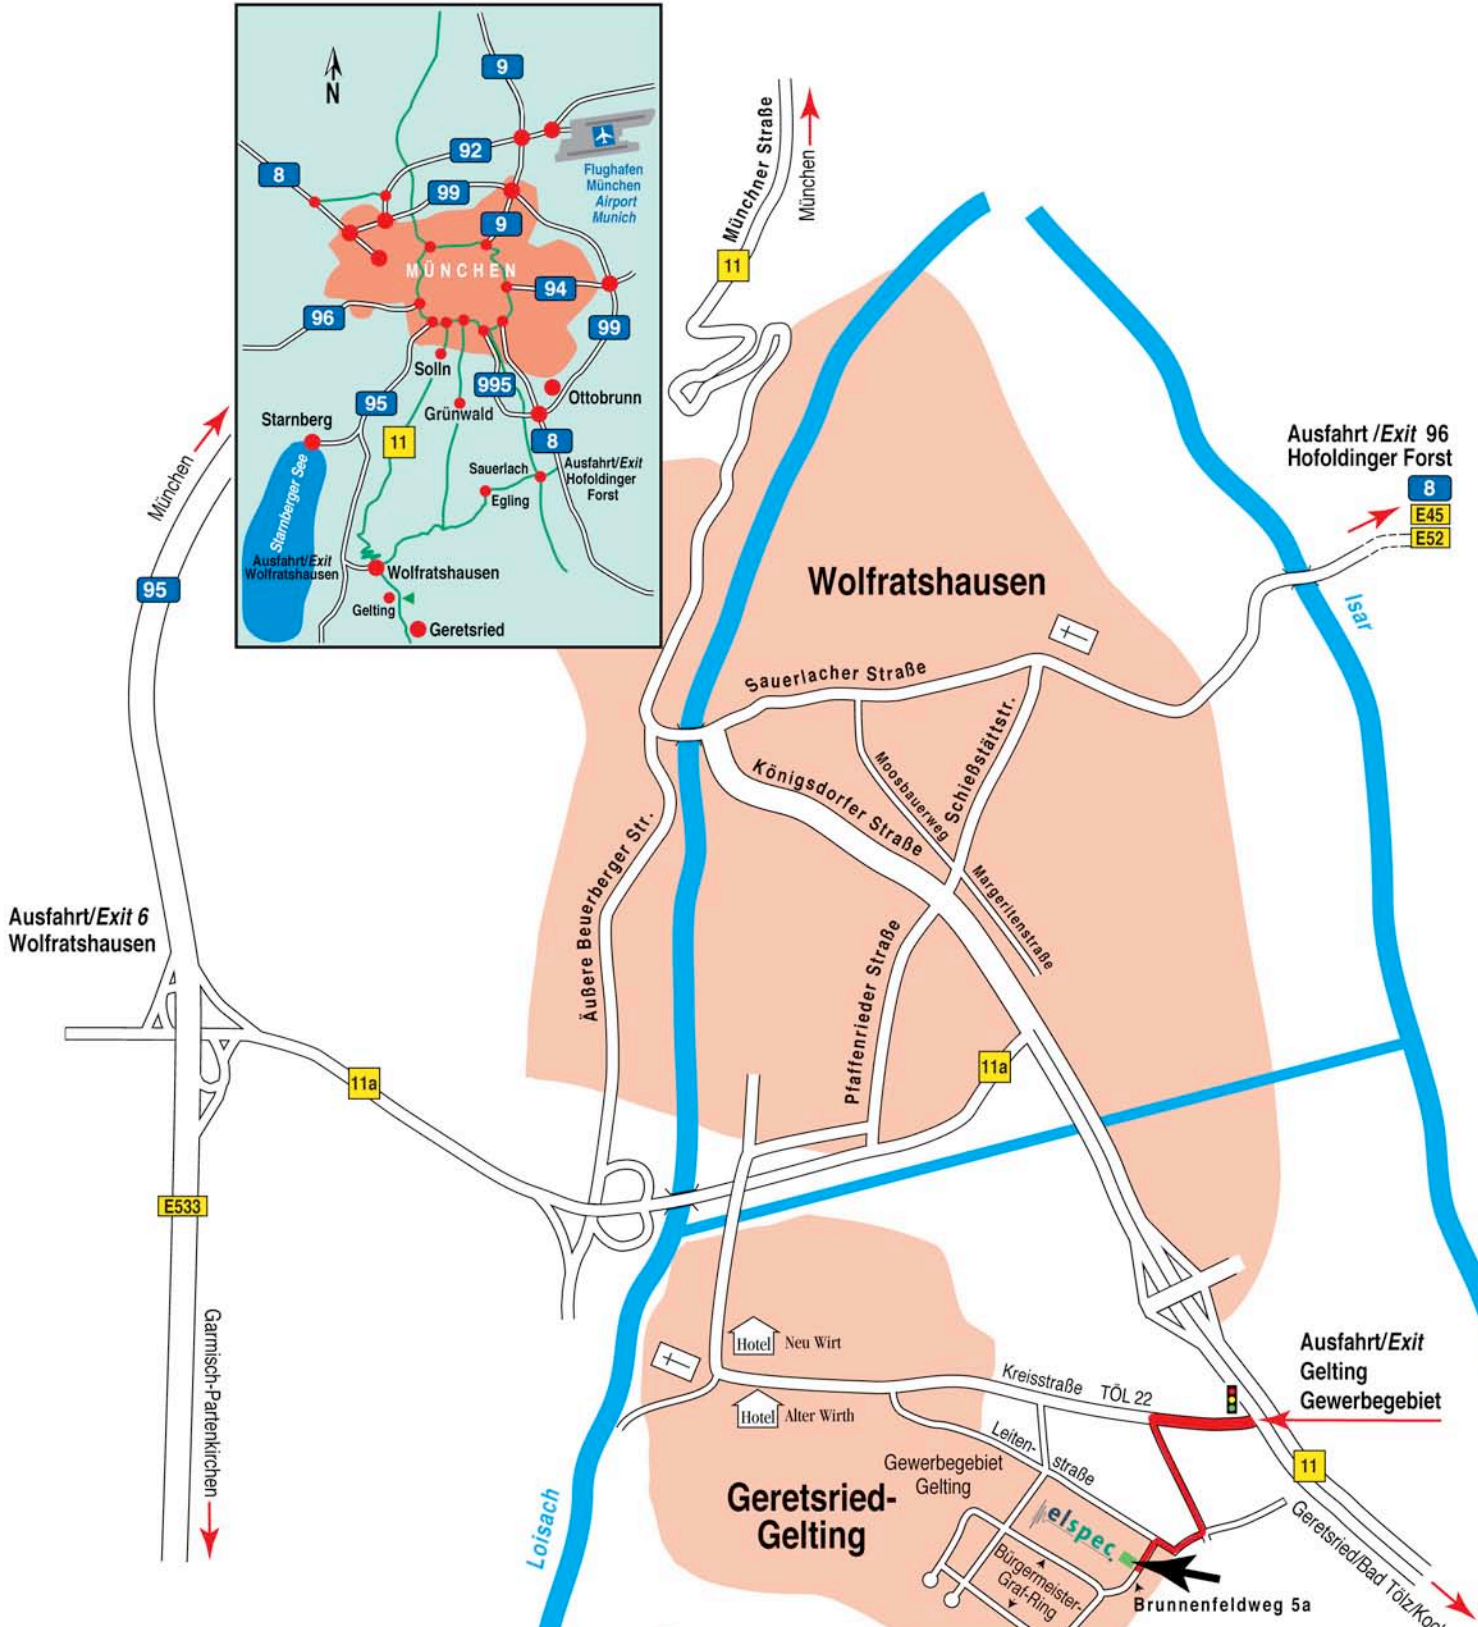 N
9
92
8
99
Flughafen
München
Airport
Munich
9
MÜNCHEN
94
96
99
Solln
995
95
Grünwald
Ottobrunn
Starnberg
11
8
Starnberger See
Sauerlach
Ausfahrt/Exit
Hofoldinger
Forst
Egling
Ausfahrt/Exit
Wolfratshausen
Wolfratshausen
Gelting
Geretsried
Münchner Straße
München
11
München
95
Ausfahrt /Exit 96
Hofoldinger Forst
8
E45
E52
Isar
Wolfratshausen
Sauerlacher Straße
Schießstättstr.
Moosbauerweg
Königsdorfer Straße
Margeritenstraße
Äußere Beuerberger Str.
Pfaffenrieder Straße
Ausfahrt/Exit 6
Wolfratshausen
11a
11a
E533
Garmisch-Partenkirchen
Hotel Neu Wirt
Hotel Alter Wirth
Kreisstraße TÖL 22
Ausfahrt/Exit
Gelting
Gewerbegebiet
11
Leiten-
straße
Gewerbegebiet
Gelting
Geretsried-
Gelting
Loisach
elspec
Bürgermeister-
Graf-Ring
Brunnenfeldweg 5a
Geretsried/Bad Tölz/